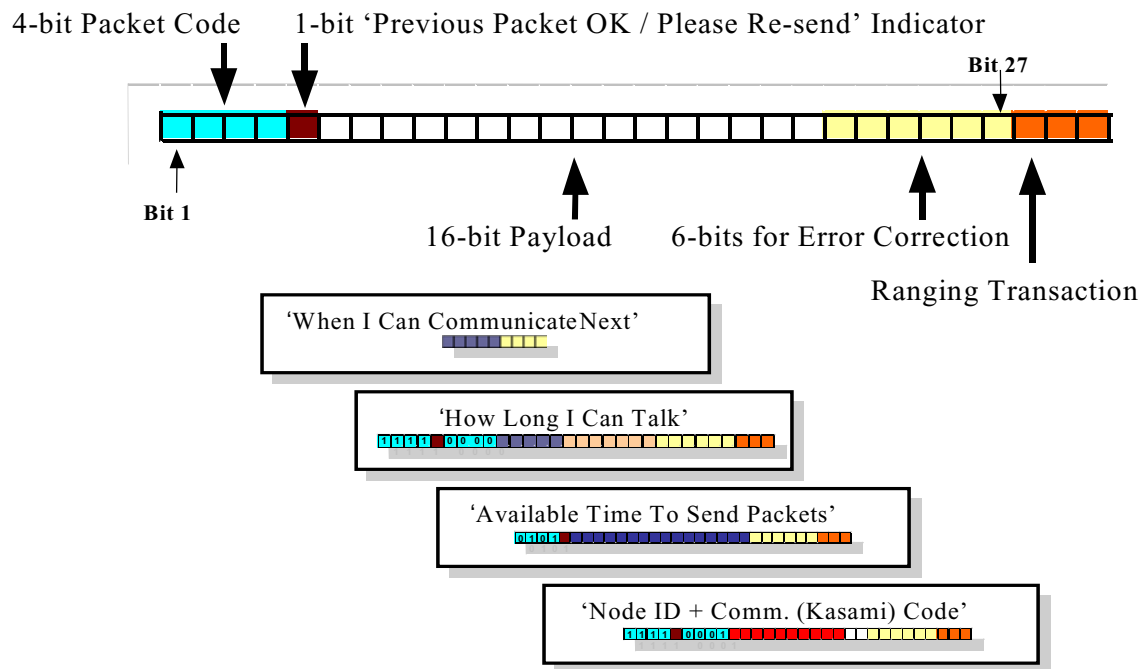 4-bit Packet Code
1-bit ‘Previous Packet OK / Please Re-send’ Indicator
Bit 27
Bit 1
16-bit Payload
6-bits for Error Correction
Ranging Transaction
‘When I Can CommunicateNext’
‘How Long I Can Talk’
1 1 1 1 0 0 0 0
‘Available Time To Send Packets’
0 1 0 1
‘Node ID + Comm. (Kasami) Code’
1 1 1 1 0 0 0 1